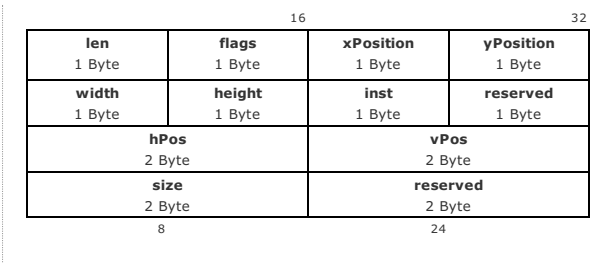 16 32
len flags xPosition yPosition
1 Byte 1 Byte 1 Byte 1 Byte
width height inst reserved
1 Byte 1 Byte 1 Byte 1 Byte
hPos vPos
2 Byte 2 Byte
size reserved
2 Byte 2 Byte
8 24